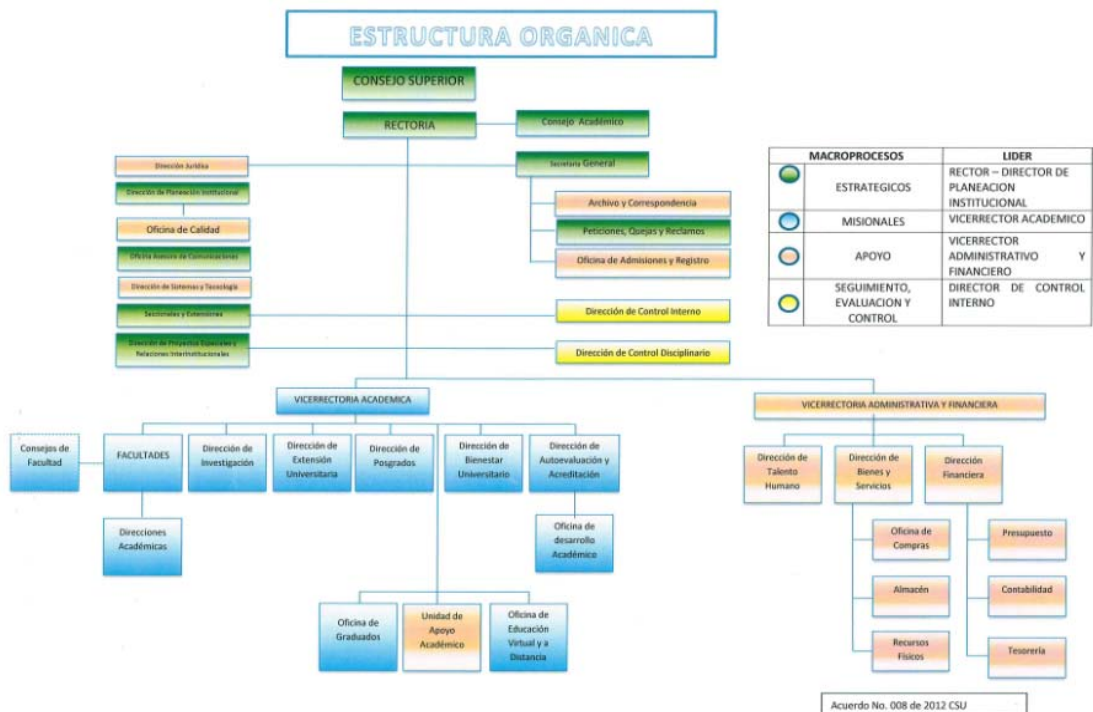 ESTRUCTURA ORGANICA
CONSEJO SUPERIOR
RECTORIA
Consejo Académico
Dirección Jurídica
Secretaria General
Dirección de Planeación Institucional
Archivo y Correspondencia
Oficina de Calidad
Peticiones, Quejas y Reclamos
Oficina Asesora de Comunicaciones
Oficina de Admisiones y Registro
Dirección de Sistemas y Tecnología
Seccionales y Extensiones
Dirección de Control Interno
Dirección de Proyectos Especiales y
Relaciones Interinstitucionales
Dirección de Control Disciplinario
MACROPROCESOS
LIDER
ESTRATEGICOS
RECTOR – DIRECTOR DE
PLANEACION
INSTITUCIONAL
MISIONALES
VICERRECTOR ACADEMICO
APOYO
VICERRECTOR
ADMINISTRATIVO Y
FINANCIERO
SEGUIMIENTO,
EVALUACION Y
CONTROL
DIRECTOR DE CONTROL
INTERNO
VICERRECTORIA ACADEMICA
VICERRECTORIA ADMINISTRATIVA Y FINANCIERA
Consejos de
Facultad
FACULTADES
Dirección de
Investigación
Dirección de
Extensión
Universitaria
Dirección de
Posgrados
Dirección de
Bienestar
Universitario
Dirección de
Autoevaluación y
Acreditación
Dirección de
Talento
Humano
Dirección de
Bienes y
Servicios
Dirección
Financiera
Direcciones
Académicas
Oficina de
desarrollo
Académico
Oficina de
Compras
Presupuesto
Almacén
Contabilidad
Oficina de
Graduados
Unidad de
Apoyo
Académico
Oficina de
Educación
Virtual y a
Distancia
Recursos
Físicos
Tesorería
Acuerdo No. 008 de 2012 CSU